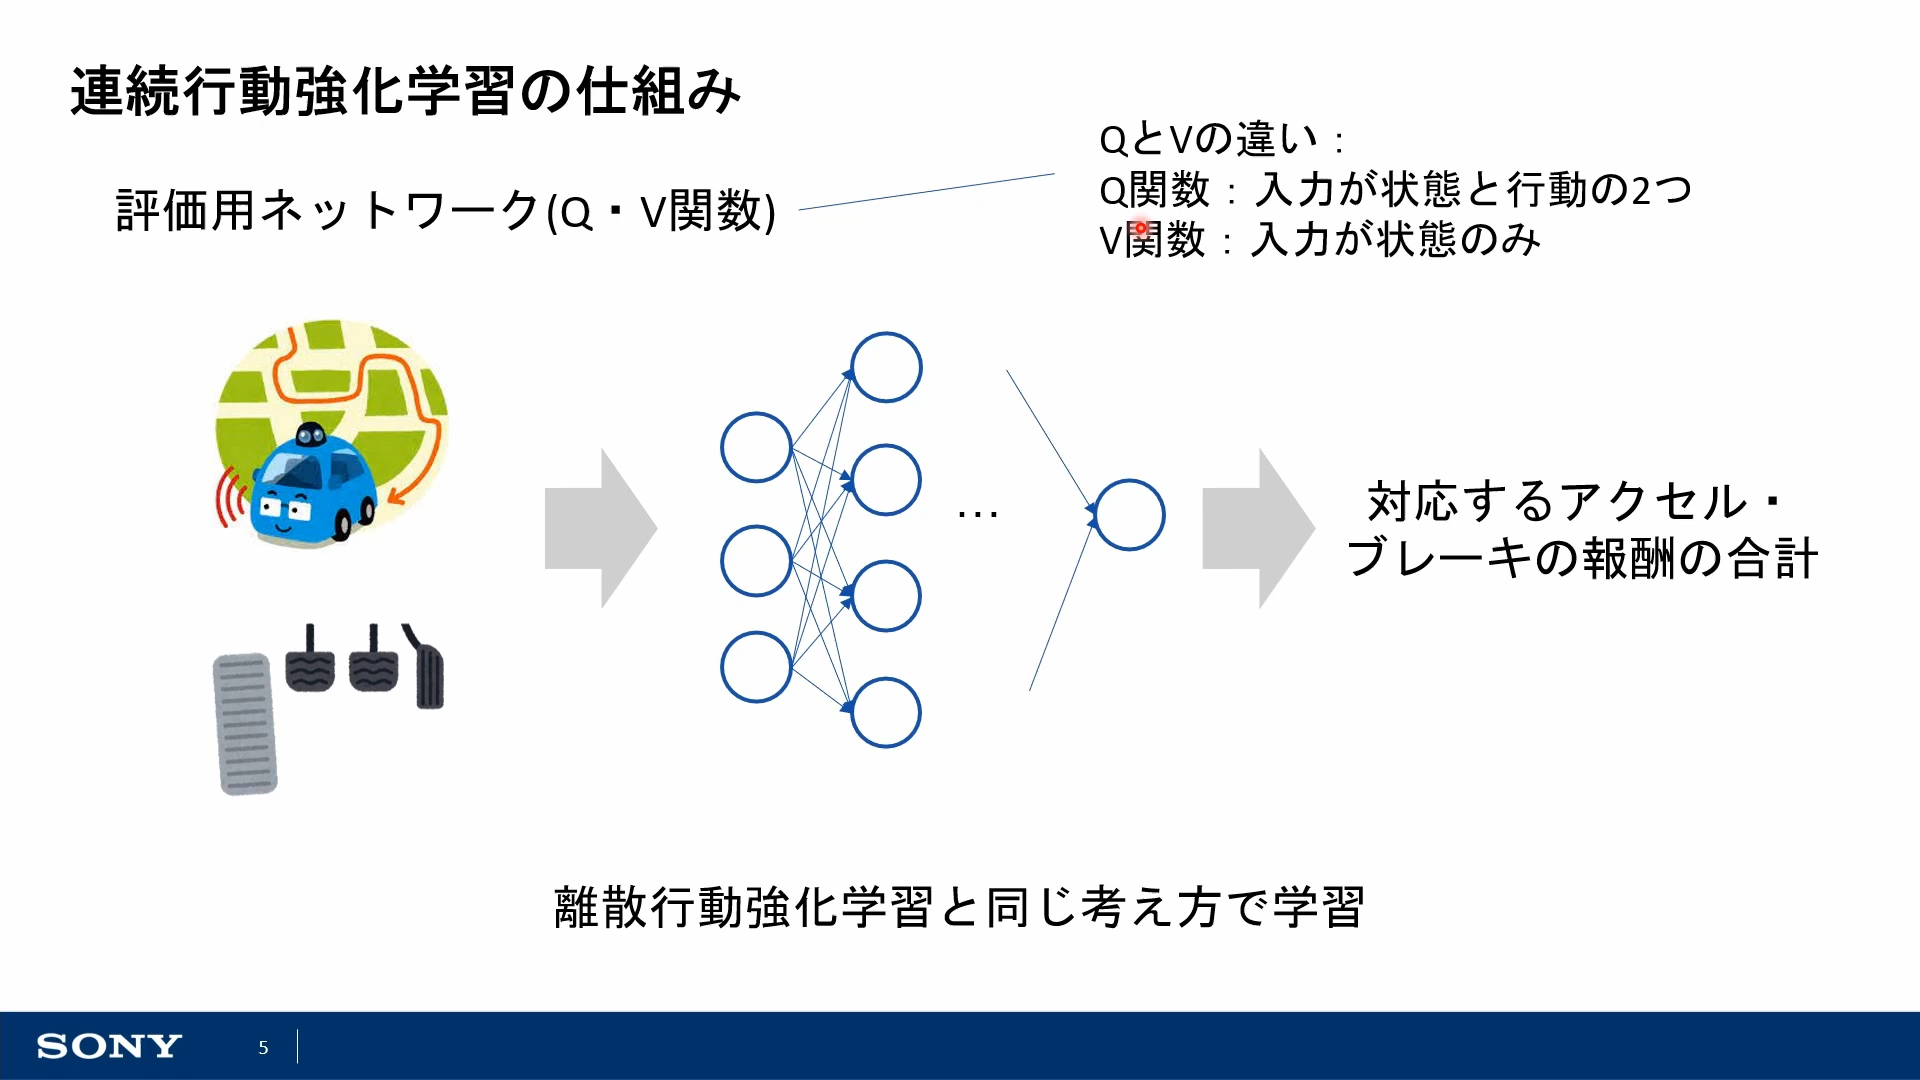 連続行動強化学習の仕組み
評価用ネットワーク(Q・V関数)
QとVの違い：
Q関数：入力が状態と行動の2つ
V関数：入力が状態のみ
…
対応するアクセル・
ブレーキの報酬の合計
離散行動強化学習と同じ考え方で学習
SONY
5